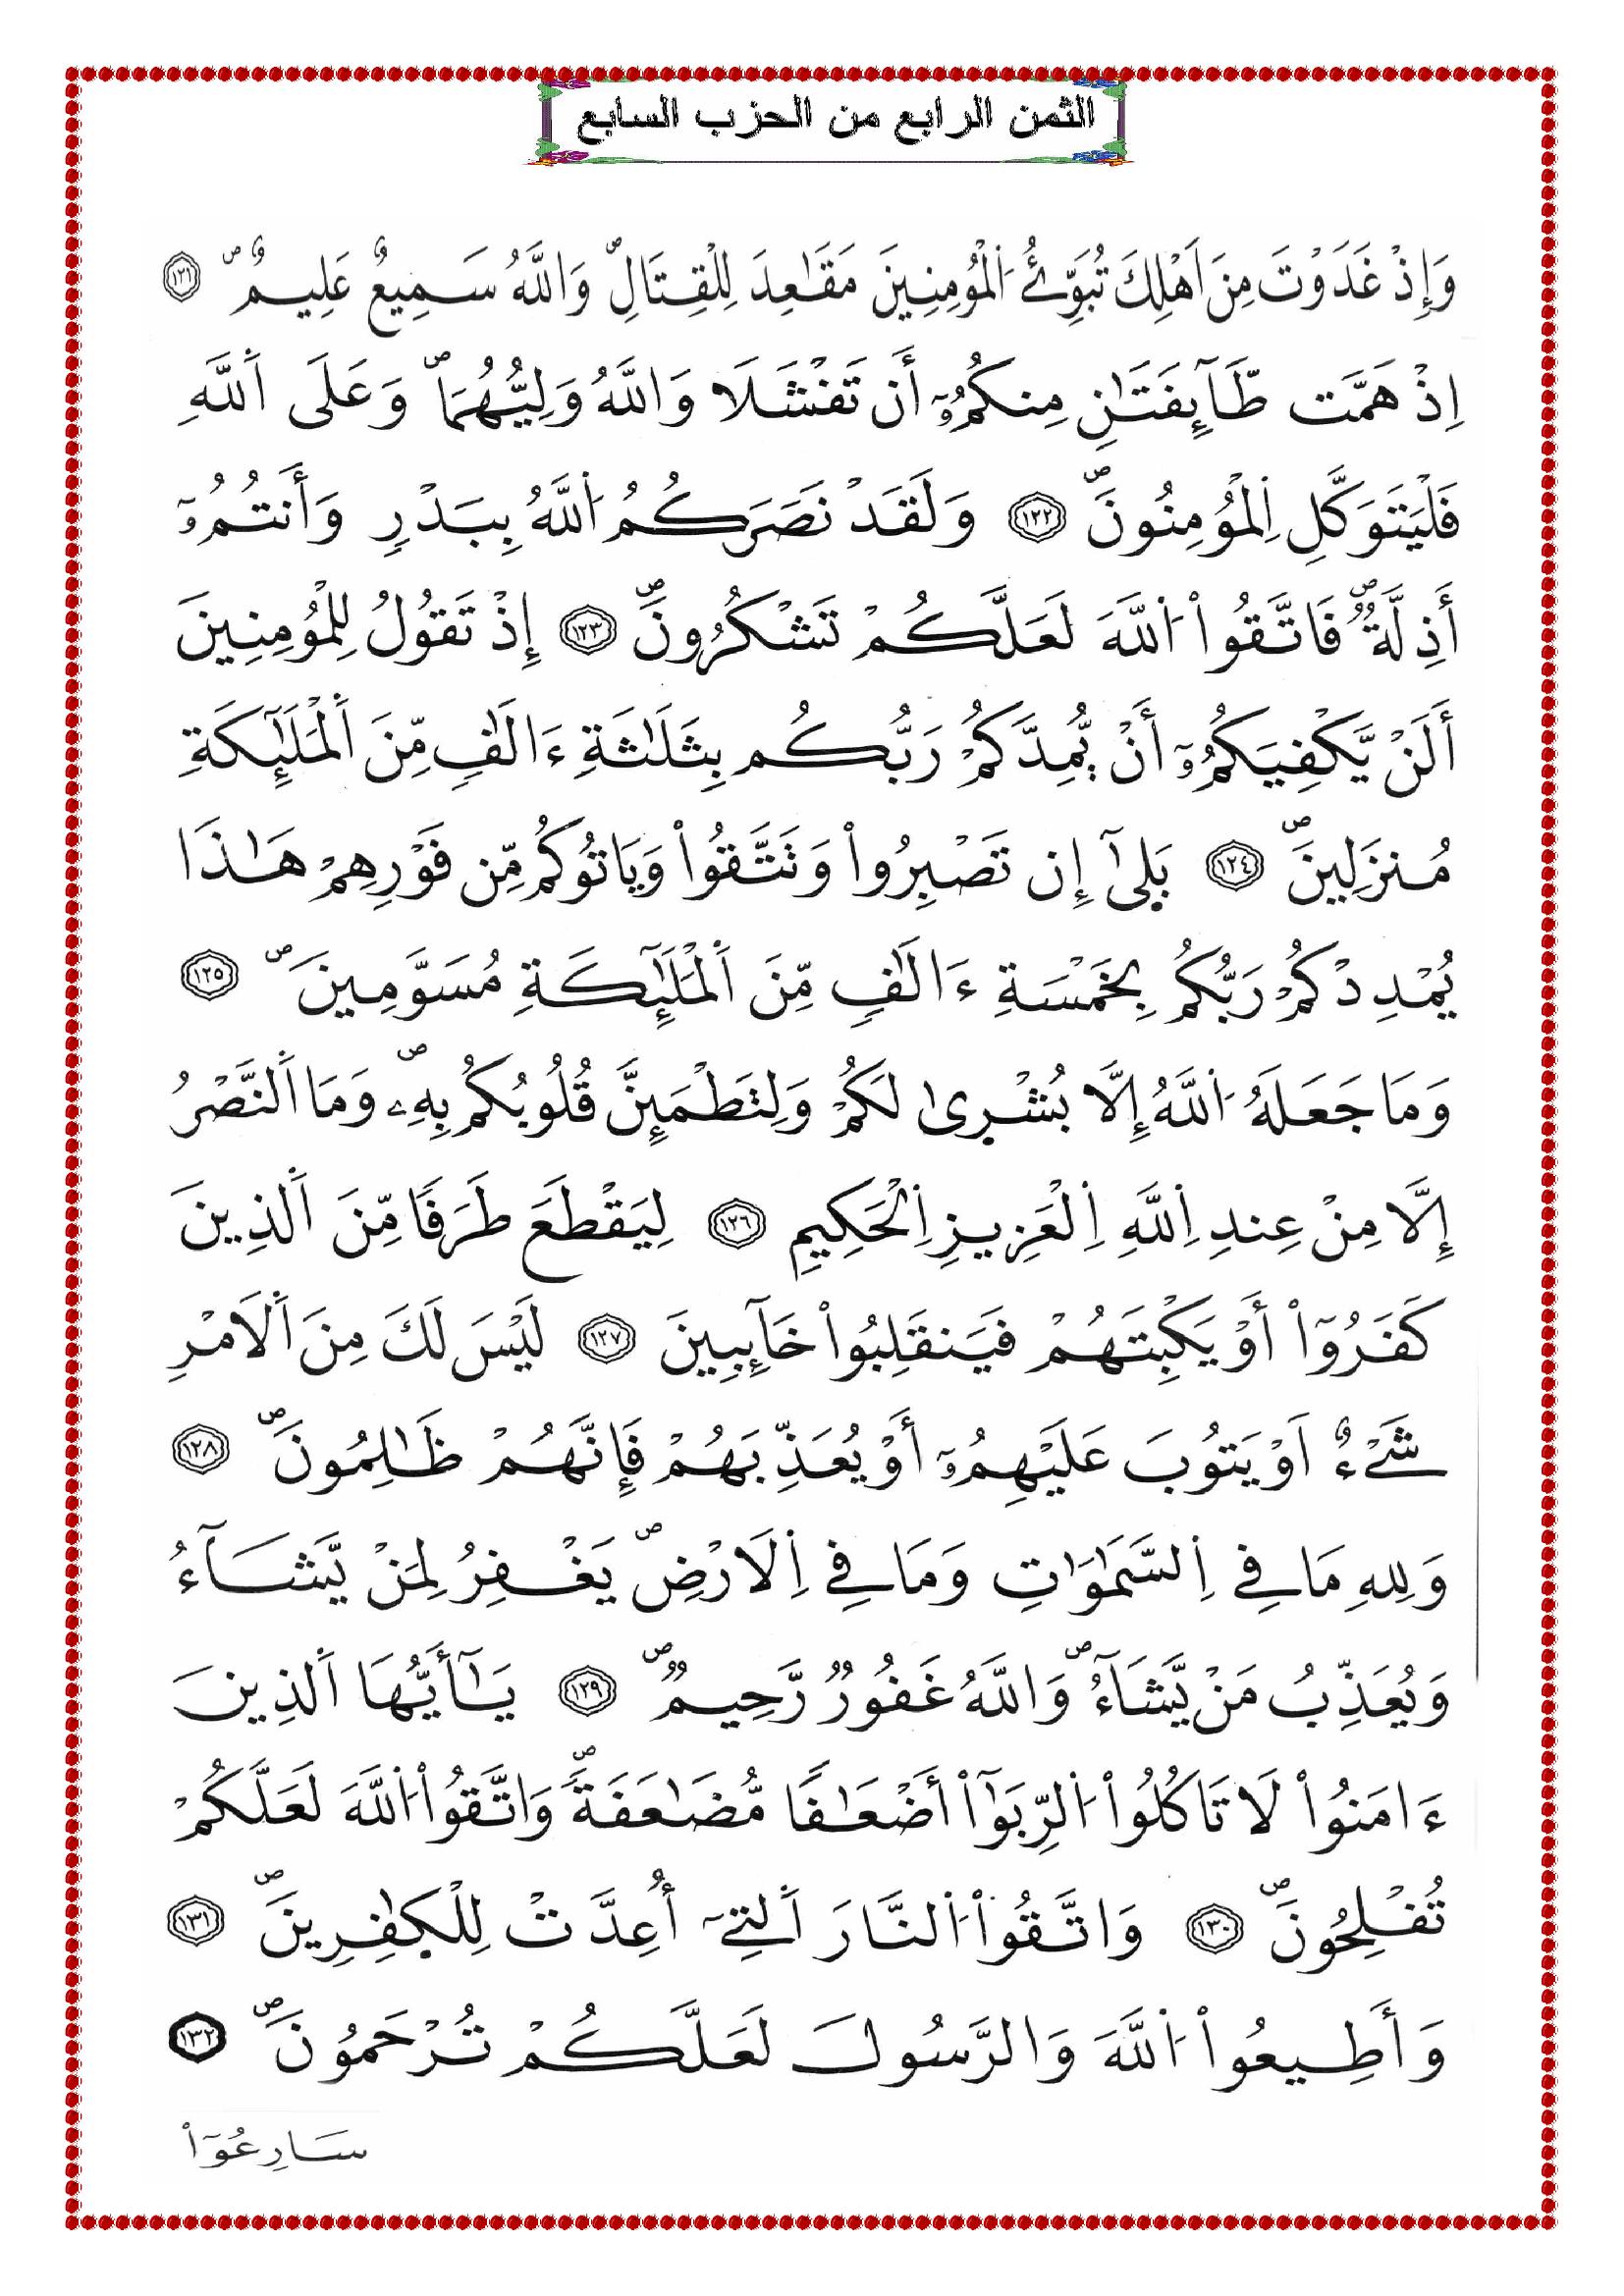 الثمن الرابع من الحزب السابع
وَإِذْ غَدَوْتَ مِنَ اَهْلِكَ تُبَوِّئُ اُ۬لْمُومِنِينَ مَقَٰعِدَ لِلْقِتَالِۖ وَاللَّهُ سَمِيعٌ عَلِيمٌۖ ١٢١
اِذْ هَمَّت طَّآئِفَتَٰنِ مِنكُمُۥٓ أَن تَفْشَلَا وَاللَّهُ وَلِيُّهُمَاۖ وَعَلَى اَ۬للَّهِ
فَلْيَتَوَكَّلِ اِ۬لْمُومِنُونَۖ ١٢٢ وَلَقَدْ نَصَرَكُمُ اُ۬للَّهُ بِبَدْرٖ وَأَنتُمُۥٓ
أَذِلَّةٞۖ فَاتَّقُواْ اُ۬للَّهَ لَعَلَّكُمْ تَشْكُرُونَۖ ١٢٣ إِذْ تَقُولُ لِلْمُومِنِينَ
أَلَنْ يَّكْفِيَكُمُۥٓ أَنْ يُّمِدَّكُمْ رَبُّكُم بِثَلَٰثَةِ ءَالَٰفٖ مِّنَ اَ۬لْمَلَٰٓئِكَةِ
مُنزَلِينَۖ ١٢٤ بَلِىٰٓ إِن تَصْبِرُواْ وَتَتَّقُواْ وَيَاتُوكُم مِّن فَوْرِهِمْ هَٰذَا
يُمْدِدْكُمْ رَبُّكُم بِخَمْسَةِ ءَالَٰفٖ مِّنَ اَ۬لْمَلَٰٓئِكَةِ مُسَوَّمِينَۖ ١٢٥
وَمَا جَعَلَهُ اُ۬للَّهُ إِلَّا بُشْرِىٰ لَكُمْ وَلِتَطْمَئِنَّ قُلُوبُكُم بِهِۦۖ وَمَا اَ۬لنَّصْرُ
إِلَّا مِنْ عِندِ اِ۬للَّهِ اِ۬لْعَزِيزِ اِ۬لْحَكِيمِ ١٢٦ لِيَقْطَعَ طَرَفٗا مِّنَ اَ۬لذِينَ
كَفَرُوٓاْ أَوْ يَكْبِتَهُمْ فَيَنقَلِبُواْ خَآئِبِينَ ١٢٧ لَيْسَ لَكَ مِنَ اَ۬لَامْرِ
شَےْءٌ اَوْ يَتُوبَ عَلَيْهِمُۥٓ أَوْ يُعَذِّبَهُمْ فَإِنَّهُمْ ظَٰلِمُونَۖ ١٢٨
وَلِلهِ مَا فِے اِ۬لسَّمَٰوَٰتِ وَمَا فِے اِ۬لَارْضِۖ يَغْفِرُ لِمَنْ يَّشَآءُ
وَيُعَذِّبُ مَنْ يَّشَآءُۖ وَاللَّهُ غَفُورٞ رَّحِيمٞۖ ١٢٩ يَٰٓأَيُّهَا اَ۬لذِينَ
ءَامَنُواْ لَا تَاكُلُواْ اُ۬لرِّبَوٰٓاْ أَضْعَٰفٗا مُّضَٰعَفَةٗۖ وَاتَّقُواْ اُ۬للَّهَ لَعَلَّكُمْ
تُفْلِحُونَۖ ١٣٠ وَاتَّقُواْ اُ۬لنَّارَ اَ۬لتِےٓ أُعِدَّتْ لِلْكٰ۪فِرِينَۖ ١٣١
وَأَطِيعُواْ اُ۬للَّهَ وَالرَّسُولَ لَعَلَّكُمْ تُرْحَمُونَۖ ١٣٢
سَارِعُوٓاْ